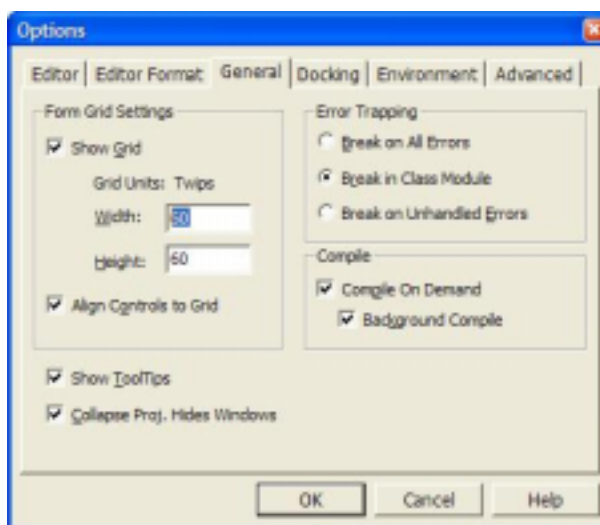 Options
Editor Editor Format General Docking Environment Advanced
Form Grid Settings
Show Grid
Grid Units: Twips
Width: 60
Height: 60
Align Controls to Grid
Show ToolTips
Collapse Proj. Hides Windows
Error Trapping
Break on All Errors
Break in Class Module
Break on Unhandled Errors
Compile
Compile On Demand
Background Compile
OK Cancel Help